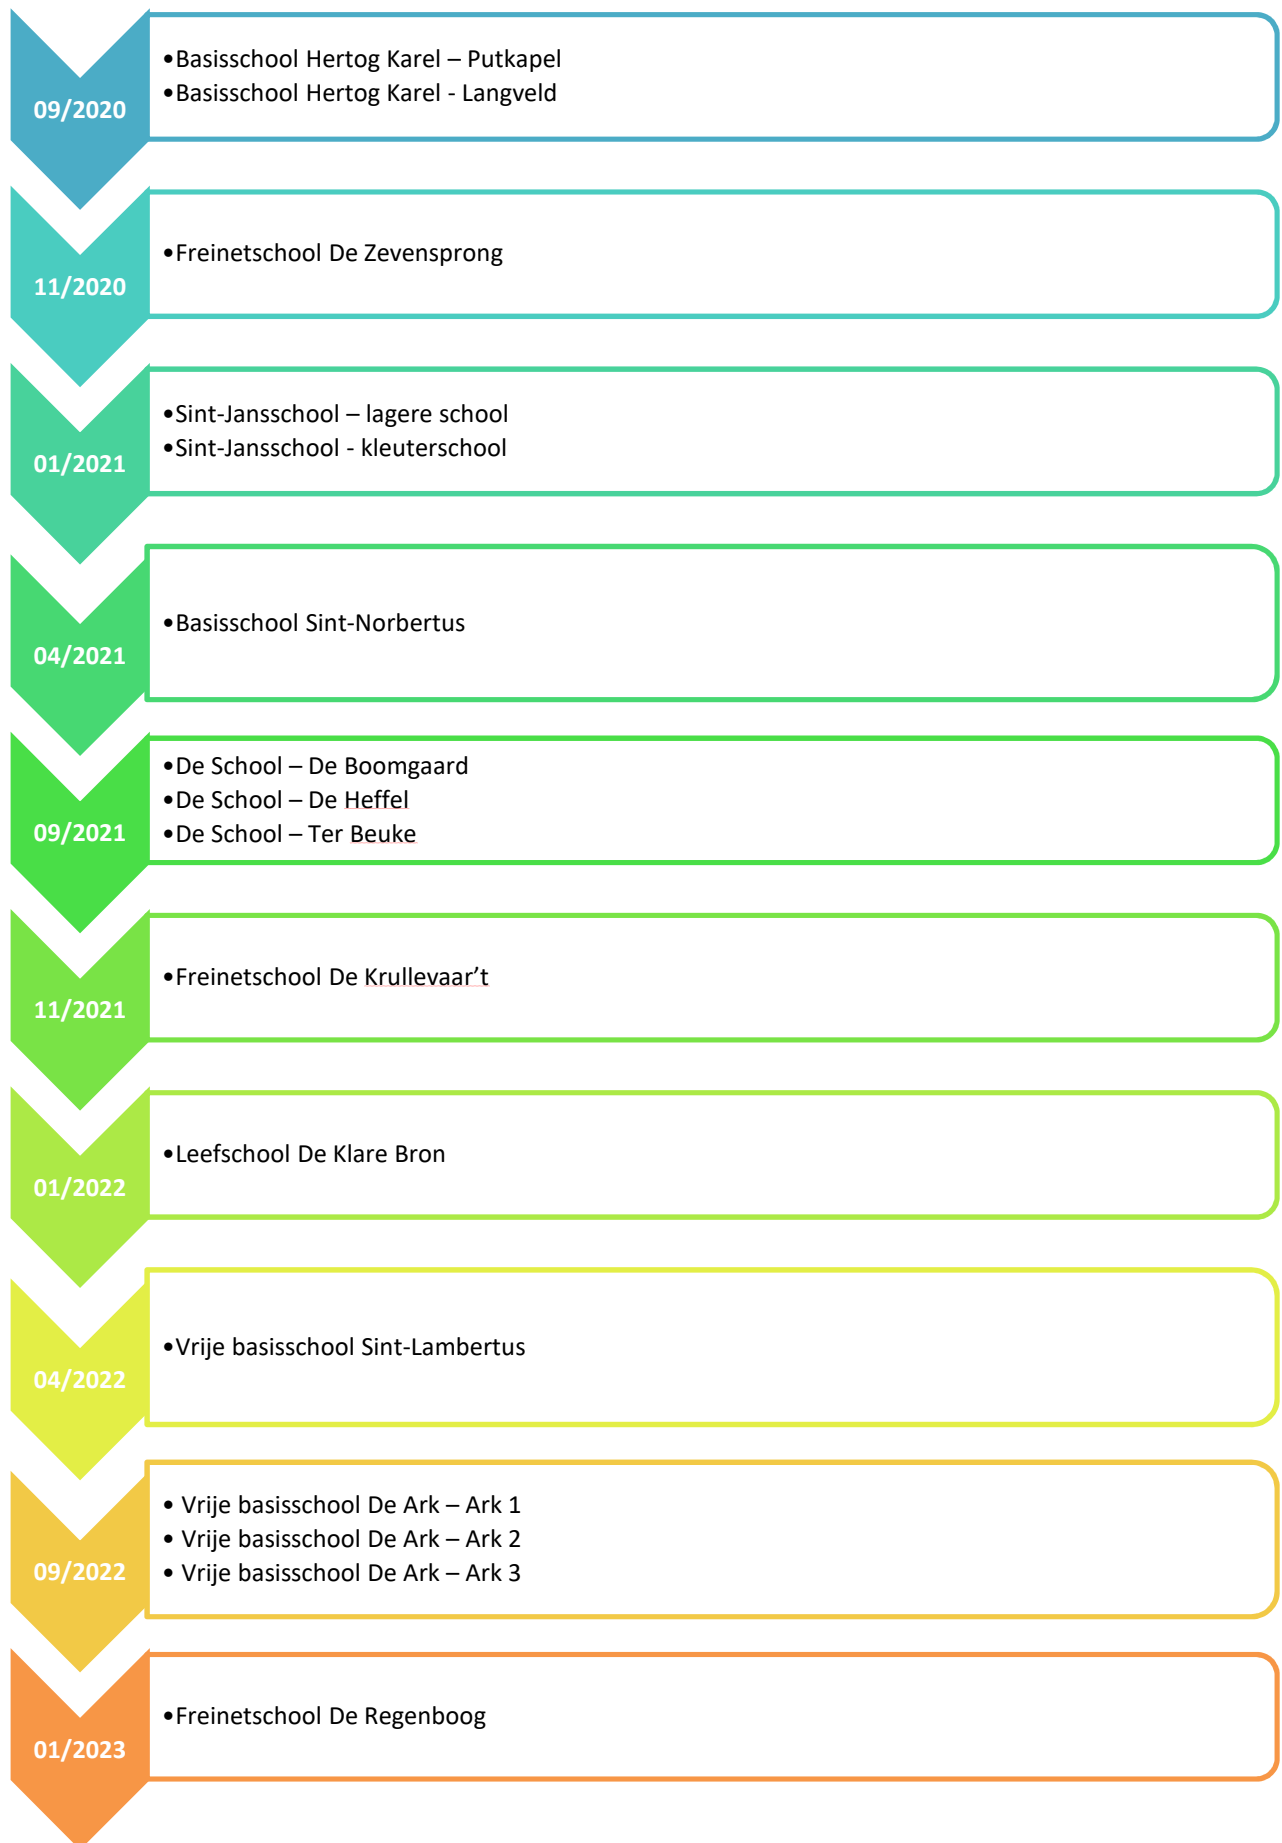 09/2020
•Basisschool Hertog Karel – Putkapel
•Basisschool Hertog Karel - Langveld
11/2020
•Freinetschool De Zevensprong
01/2021
•Sint-Jansschool – lagere school
•Sint-Jansschool - kleuterschool
04/2021
•Basisschool Sint-Norbertus
09/2021
•De School – De Boomgaard
•De School – De Heffel
•De School – Ter Beuke
11/2021
•Freinetschool De Krullevaar’t
01/2022
•Leefschool De Klare Bron
04/2022
•Vrije basisschool Sint-Lambertus
09/2022
• Vrije basisschool De Ark – Ark 1
• Vrije basisschool De Ark – Ark 2
• Vrije basisschool De Ark – Ark 3
01/2023
•Freinetschool De Regenboog